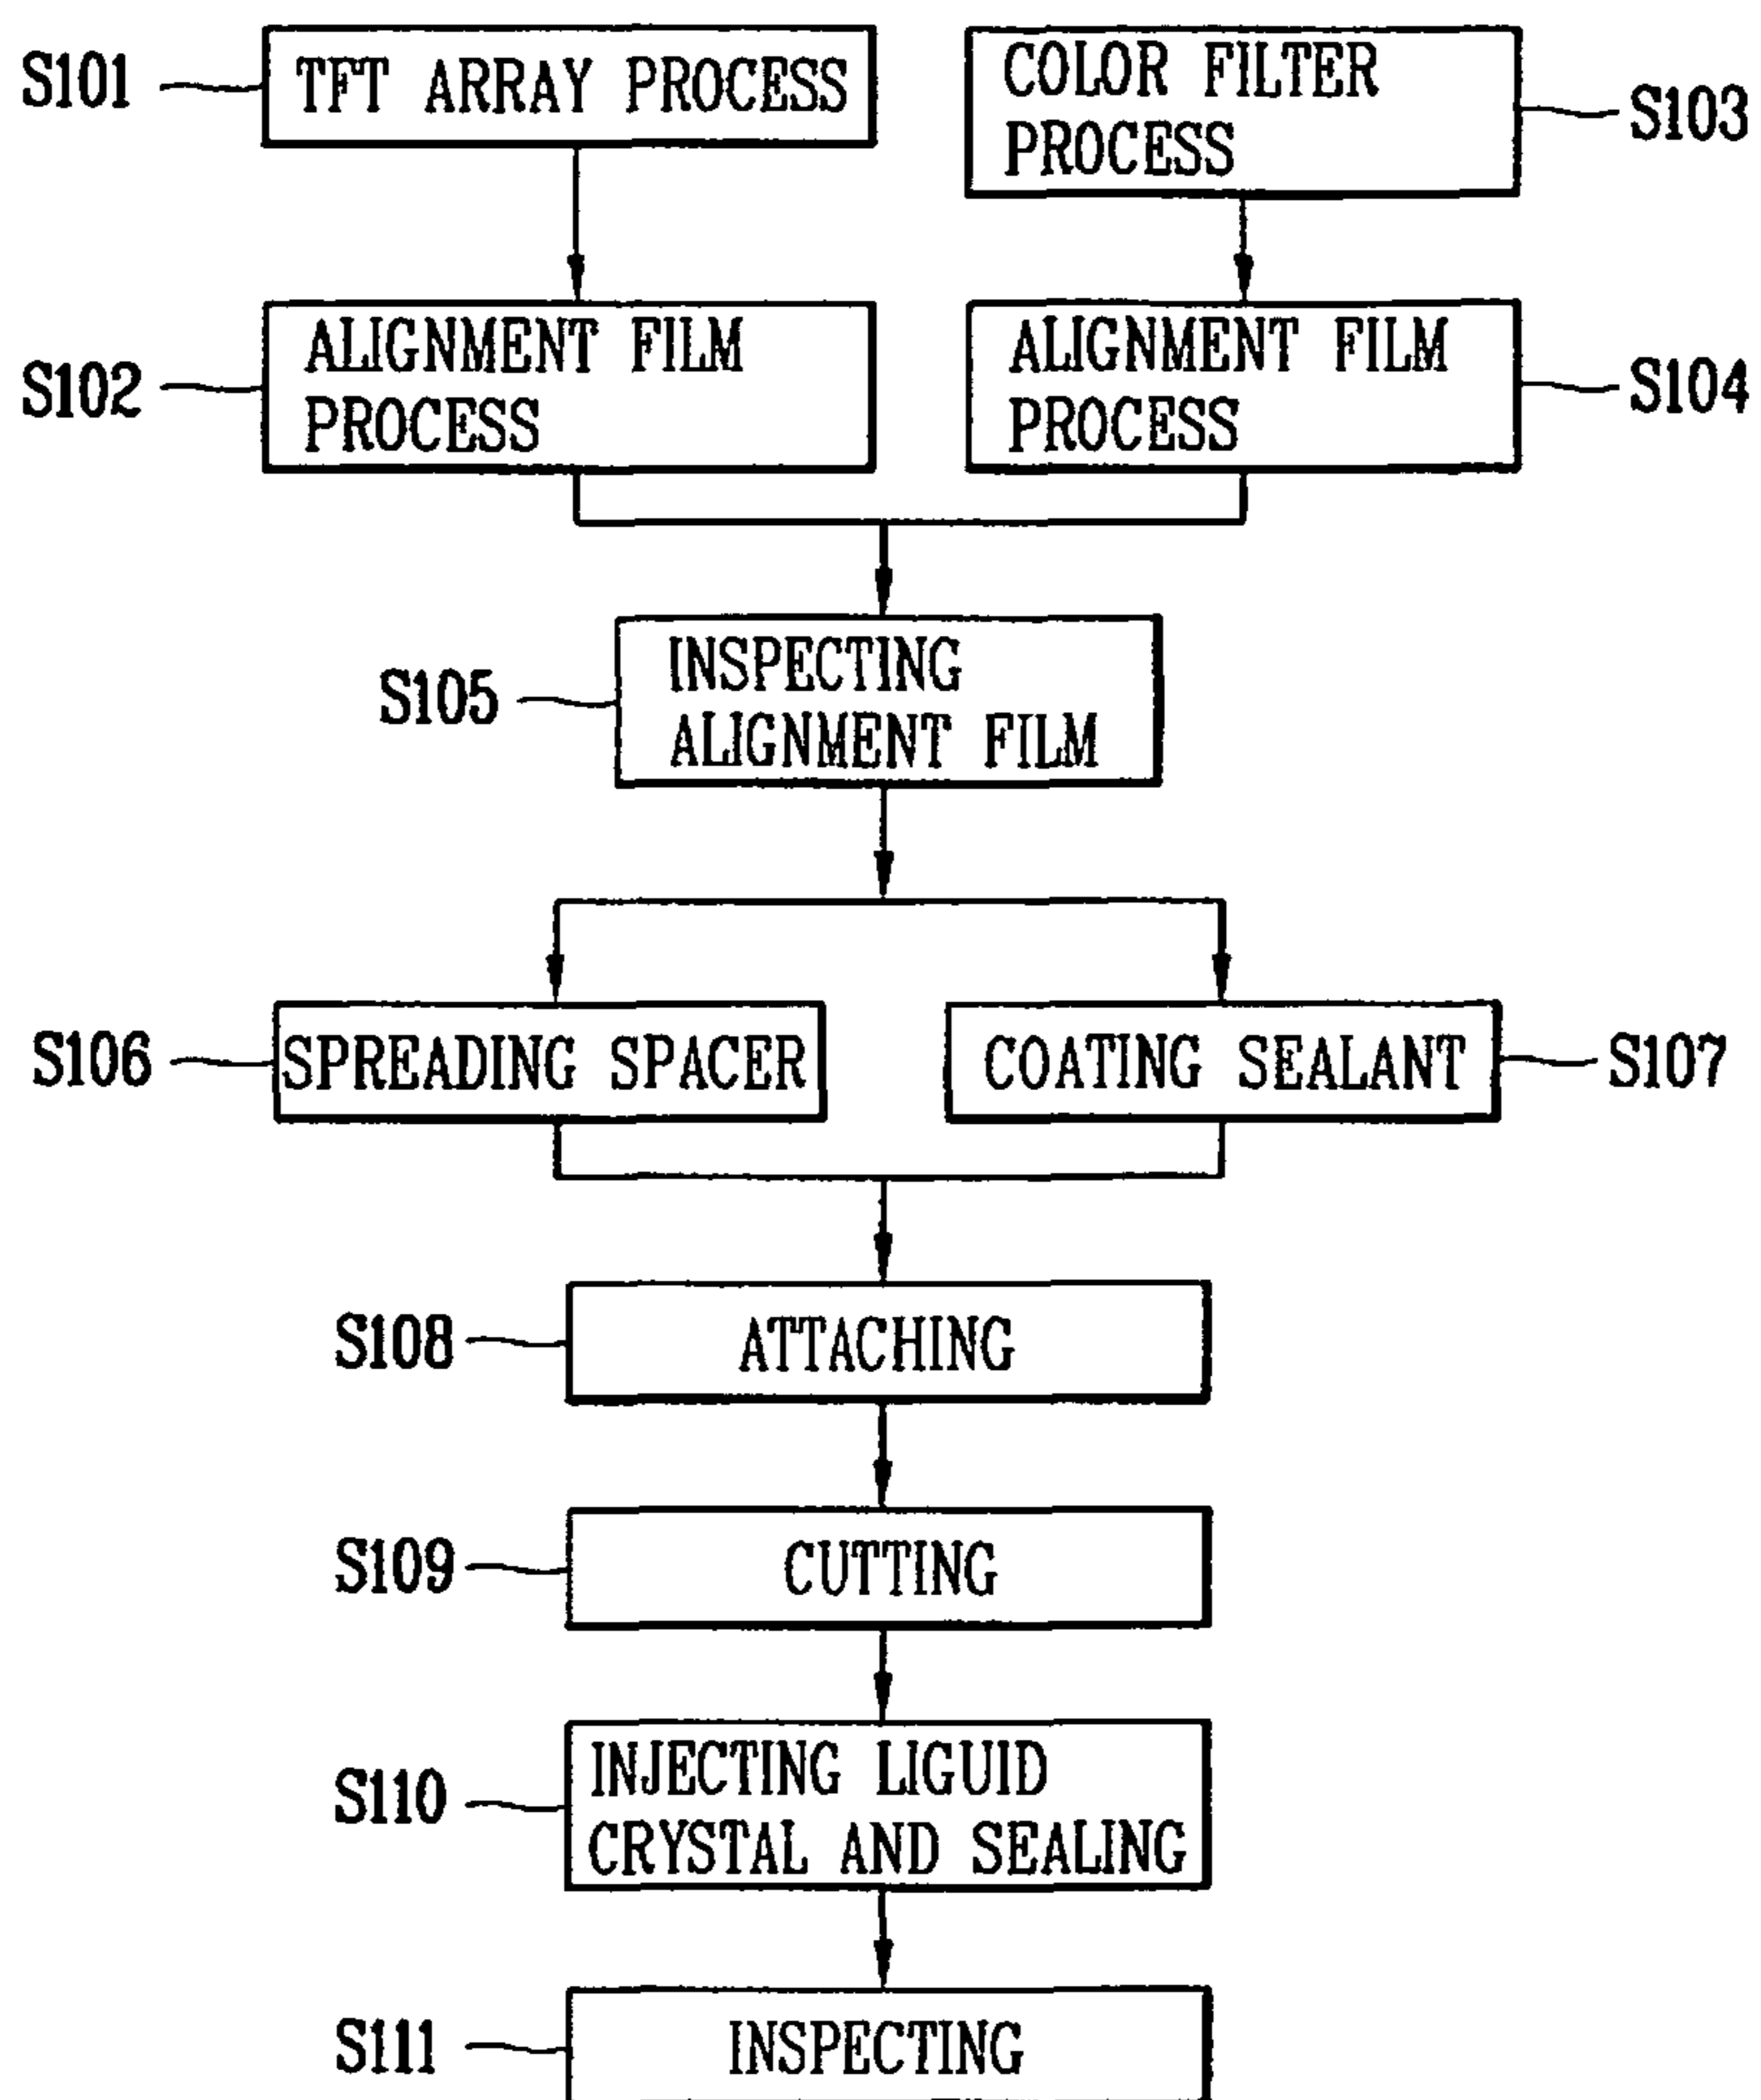 S101
TFT ARRAY PROCESS
COLOR FILTER
PROCESS
S103
S102
ALIGNMENT FILM
PROCESS
ALIGNMENT FILM
PROCESS
S104
S105
INSPECTING
ALIGNMENT FILM
S106
SPREADING SPACER
COATING SEALANT
S107
S108
ATTACHING
S109
CUTTING
S110
INJECTING LIGUID
CRYSTAL AND SEALING
S111
INSPECTING